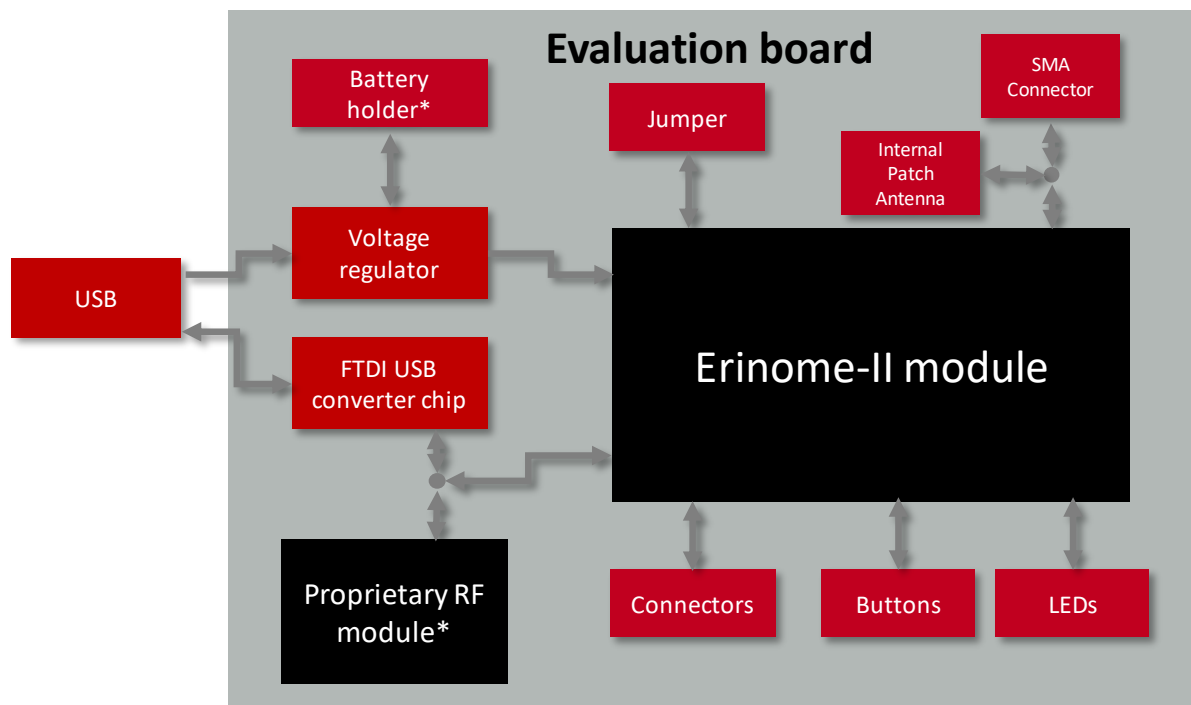 Evaluation board
Battery
holder*
Jumper
SMA
Connector
Internal
Patch
Antenna
Voltage
regulator
USB
FTDI USB
converter chip
Erinome-II module
Proprietary RF
module*
Connectors
Buttons
LEDs